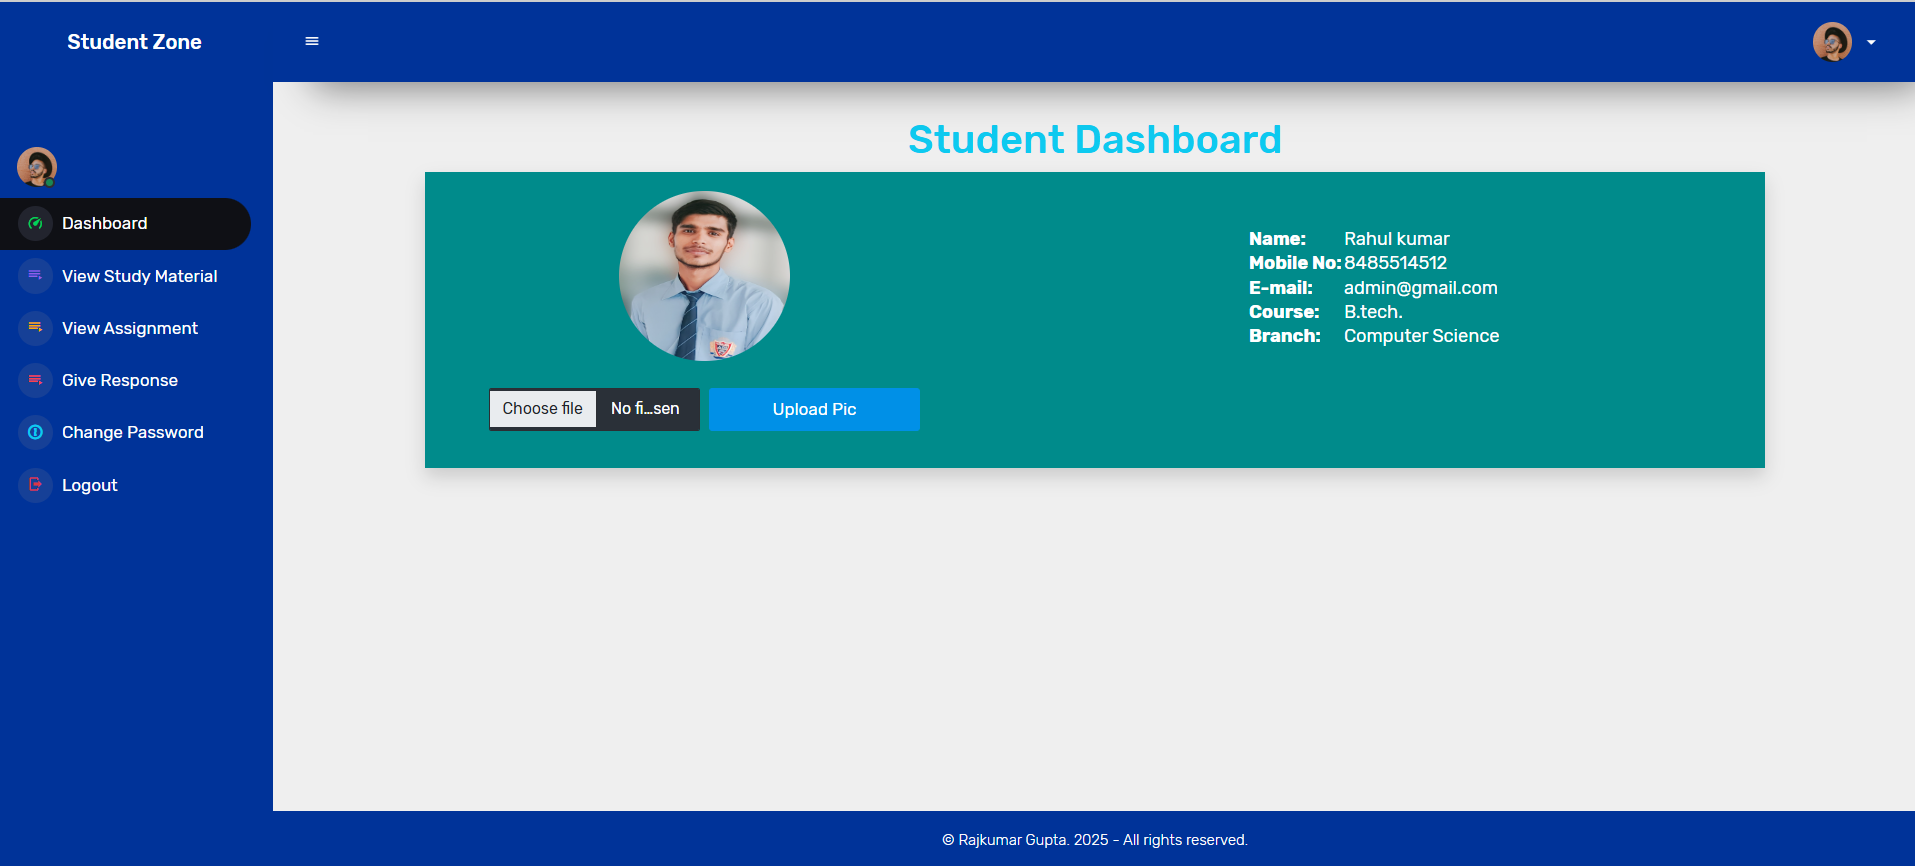 Student Zone
Student Dashboard
Dashboard
View Study Material
View Assignment
Give Response
Change Password
Logout
Name: Rahul kumar
Mobile No: 8485514512
E-mail: admin@gmail.com
Course: B.tech.
Branch: Computer Science
Choose file No fi...sen Upload Pic
© Rajkumar Gupta. 2025 - All rights reserved.